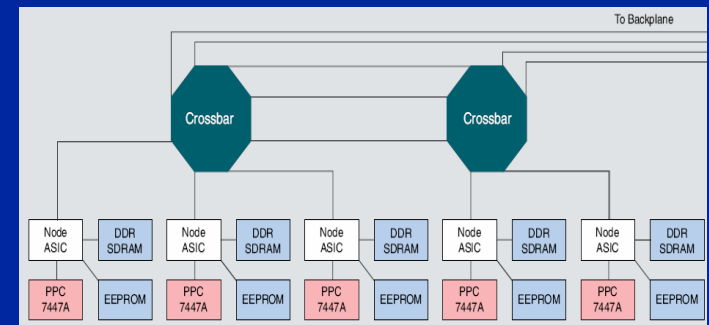 To Backplane
Crossbar
Crossbar
Node
ASIC
DDR
SDRAM
Node
ASIC
DDR
SDRAM
Node
ASIC
DDR
SDRAM
Node
ASIC
DDR
SDRAM
Node
ASIC
DDR
SDRAM
PPC
7447A
EEPROM
PPC
7447A
EEPROM
PPC
7447A
EEPROM
PPC
7447A
EEPROM
PPC
7447A
EEPROM